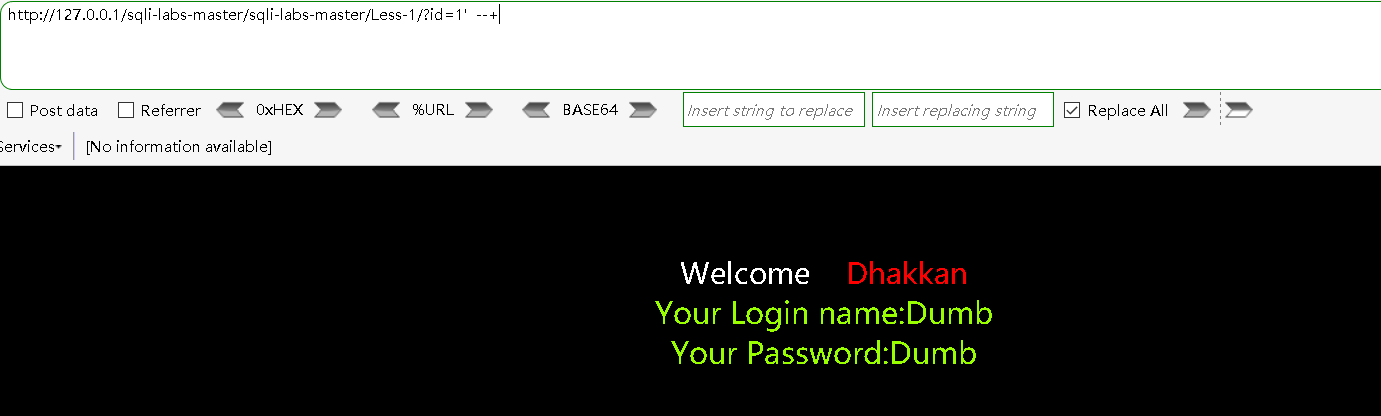 http://127.0.0.1/sqli-labs-master/sqli-labs-master/Less-1/?id=1'  --+
Post data Referrer 0xHEX %URL BASE64 Insert string to replace Insert replacing string Replace All
Services [No information available]
Welcome Dhakkan
Your Login name:Dumb
Your Password:Dumb